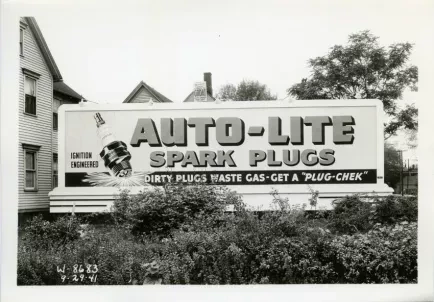 AUTO-LITE
SPARK PLUGS
IGNITION
ENGINEERED
DIRTY PLUGS WASTE GAS-GET A "PLUG-CHEK"
W-8683
9-29-41